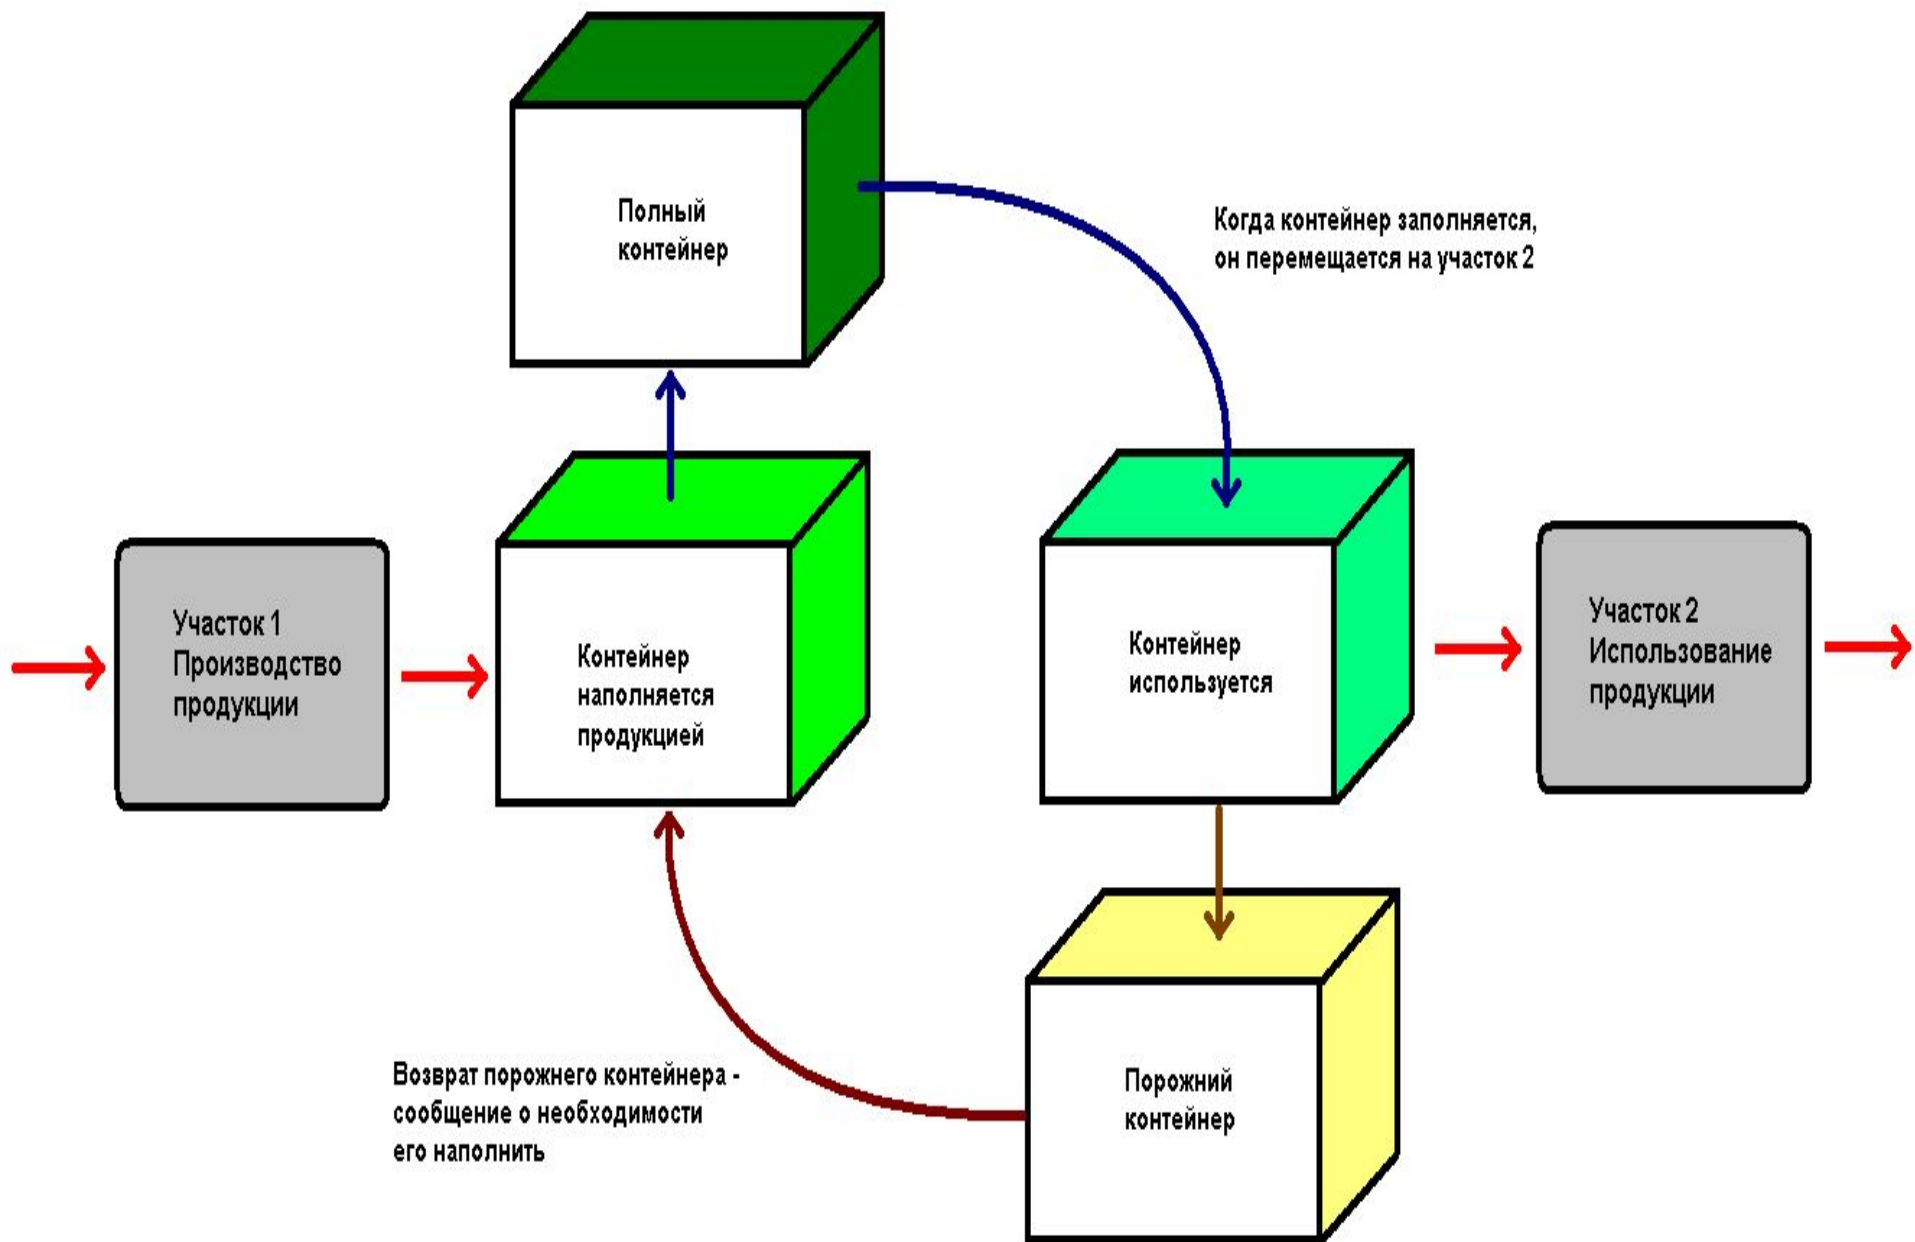 Полный
контейнер
Когда контейнер заполняется,
он перемещается на участок 2
Участок 1
Производство
продукции
Контейнер
наполняется
продукцией
Контейнер
используется
Участок 2
Использование
продукции
Возврат порожнего контейнера -
сообщение о необходимости
его наполнить
Порожний
контейнер